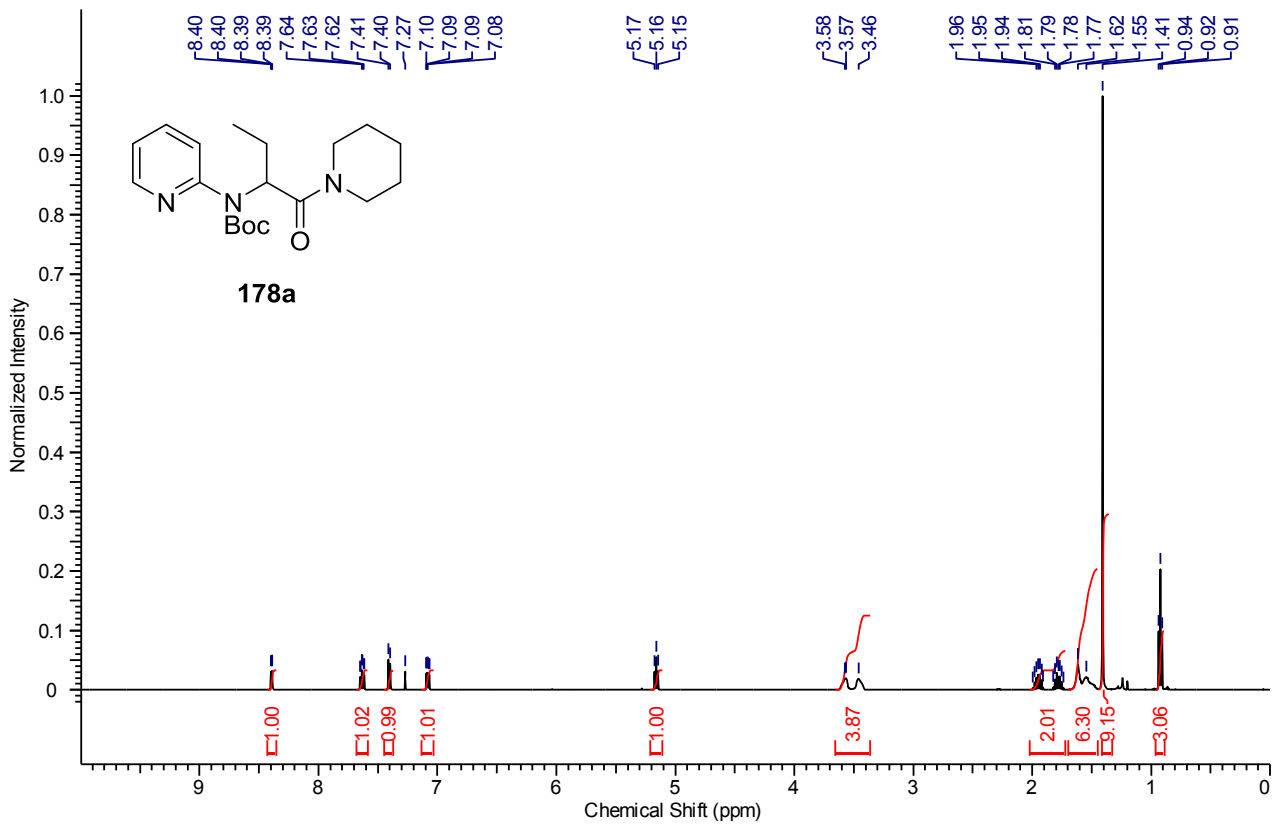 8.40 8.40 8.39 8.39 7.64 7.63 7.62 7.41 7.40 7.27 7.10 7.09 7.09 7.08 5.17 5.16 5.15 3.58 3.57 3.46 1.96 1.95 1.94 1.81 1.79 1.78 1.77 1.62 1.55 1.41 0.94 0.92 0.91
1.0
0.9
0.8
0.7
0.6
0.5
0.4
0.3
0.2
0.1
0
Normalized Intensity
N
N
Boc
O
N
178a
1.00 1.02 0.99 1.01 1.00 3.87 2.01 6.30 9.15 3.06
9 8 7 6 5 4 3 2 1 0
Chemical Shift (ppm)